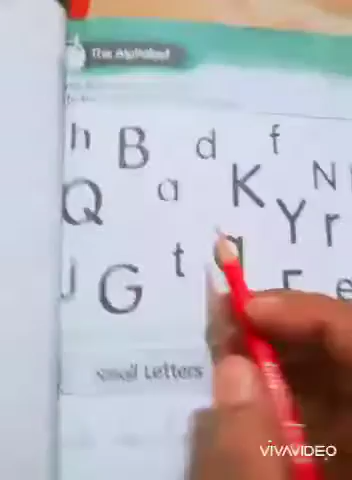 The Alphabet
h B d f
Q a K N
Y r
J G t q
e
Small Letters
VIVAVIDEO